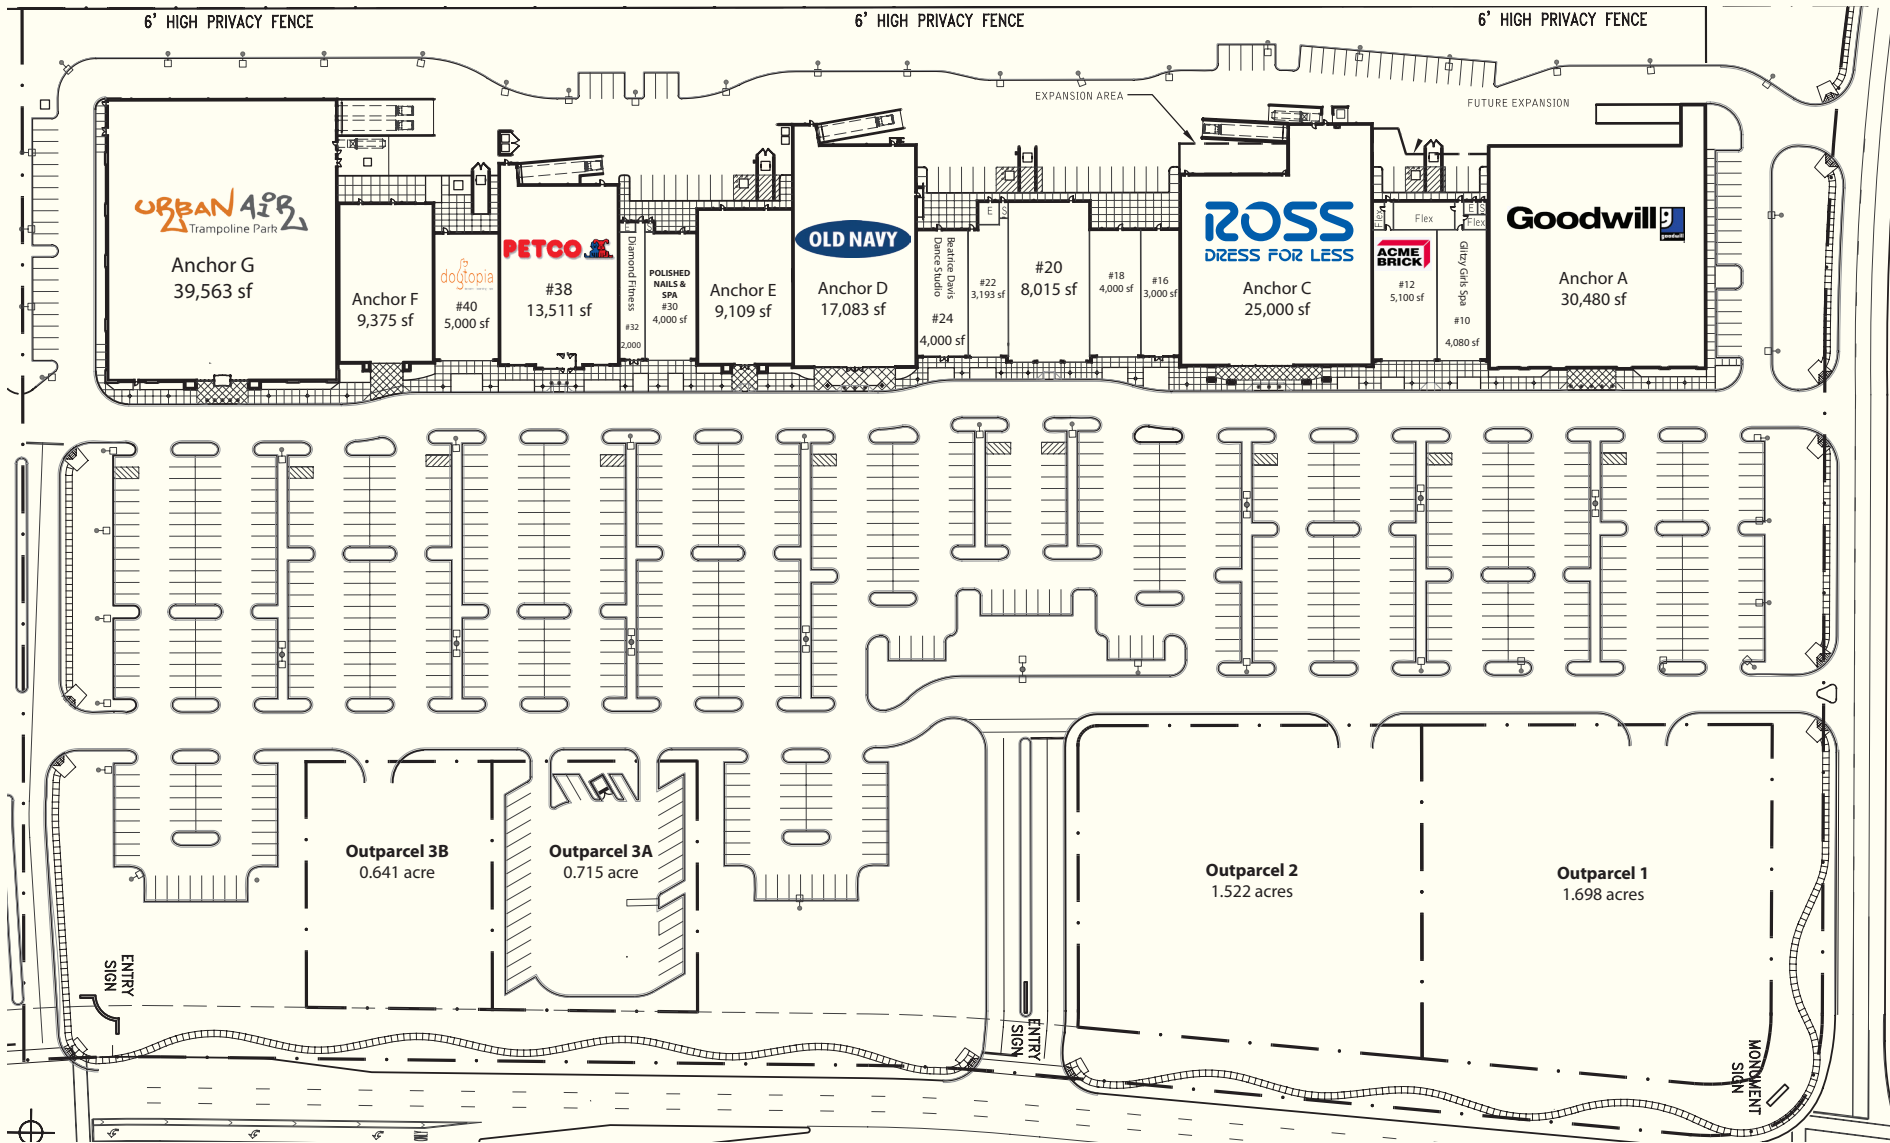 6' HIGH PRIVACY FENCE
6' HIGH PRIVACY FENCE
6' HIGH PRIVACY FENCE
EXPANSION AREA
FUTURE EXPANSION
URBAN AIR
Trampoline Park
Anchor G
39,563 sf
Anchor F
9,375 sf
dogtopia
#40
5,000 sf
PETCO
#38
13,511 sf
E
S
Diamond Fitness
#32
2,000
POLISHED
NAILS &
SPA
#30
4,000 sf
Anchor E
9,109 sf
OLD NAVY
Anchor D
17,083 sf
Beatrice Davis
Dance Studio
#24
4,000 sf
E
S
#22
3,193 sf
#20
8,015 sf
#18
4,000 sf
#16
3,000 sf
ROSS
DRESS FOR LESS
Anchor C
25,000 sf
Flex
Flex
E
S
Flex
ACME
BRICK
#12
5,100 sf
Glitzy Girls Spa
#10
4,080 sf
Goodwill
goodwill
Anchor A
30,480 sf
Outparcel 3B
0.641 acre
Outparcel 3A
0.715 acre
Outparcel 2
1.522 acres
Outparcel 1
1.698 acres
ENTRY
SIGN
ENTRY
SIGN
MONUMENT
SIGN